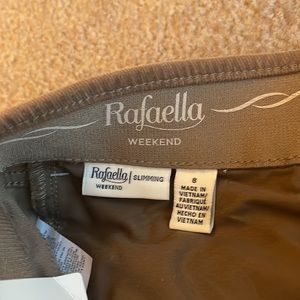 Rafaella
WEEKEND
Rafaella | SLIMMING
WEEKEND
8
MADE IN
VIETNAM/
FABRIQUÉ
AU VIETNAM/
HECHO EN
VIETNAM